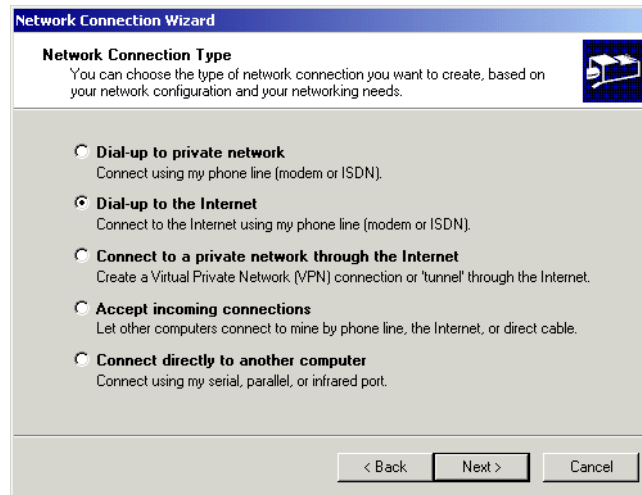 Network Connection Wizard
Network Connection Type
You can choose the type of network connection you want to create, based on
your network configuration and your networking needs.
Dial-up to private network
Connect using my phone line (modem or ISDN).
Dial-up to the Internet
Connect to the Internet using my phone line (modem or ISDN).
Connect to a private network through the Internet
Create a Virtual Private Network (VPN) connection or 'tunnel' through the Internet.
Accept incoming connections
Let other computers connect to mine by phone line, the Internet, or direct cable.
Connect directly to another computer
Connect using my serial, parallel, or infrared port.
< Back Next > Cancel